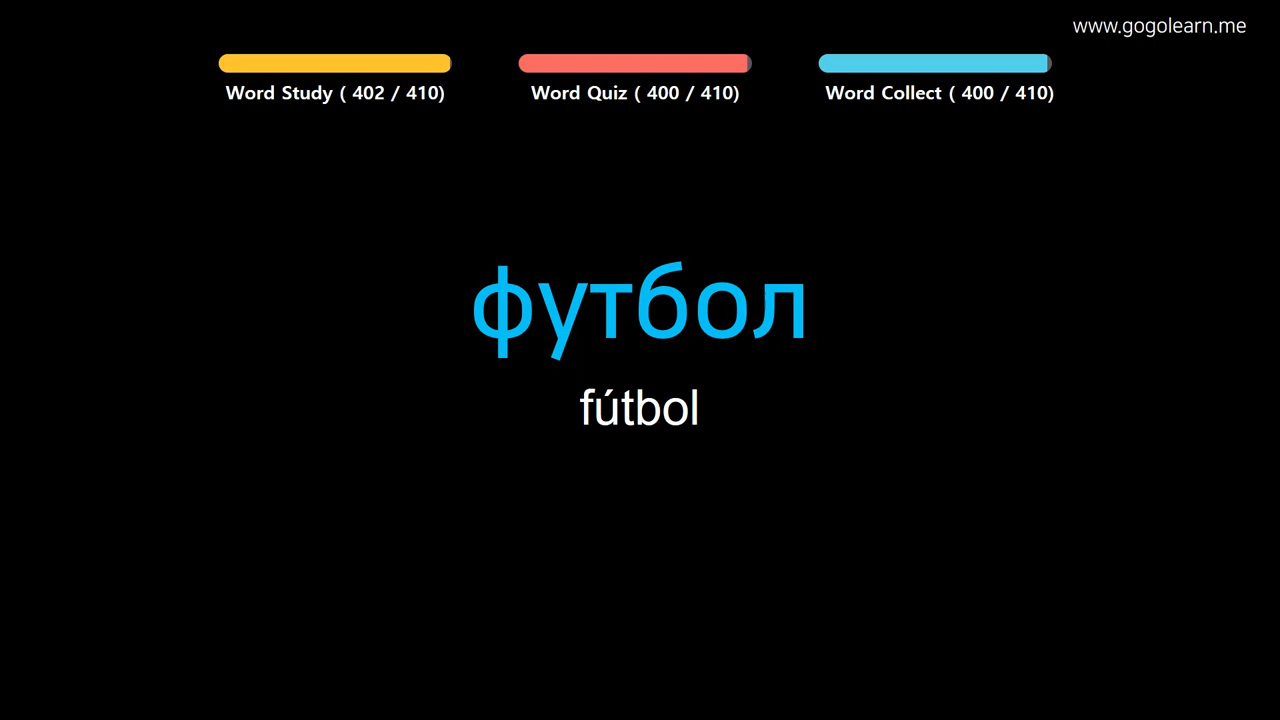 www.gogolearn.me
Word Study ( 402 / 410)
Word Quiz ( 400 / 410)
Word Collect ( 400 / 410)
футбол
fútbol